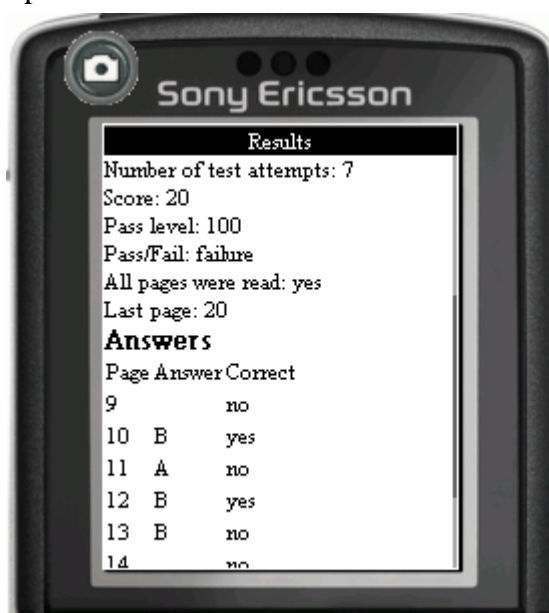 Sony Ericsson
Results
Number of test attempts: 7
Score: 20
Pass level: 100
Pass/Fail: failure
All pages were read: yes
Last page: 20
Answers
Page Answer Correct
9 no
10 B yes
11 A no
12 B yes
13 B no
14 no